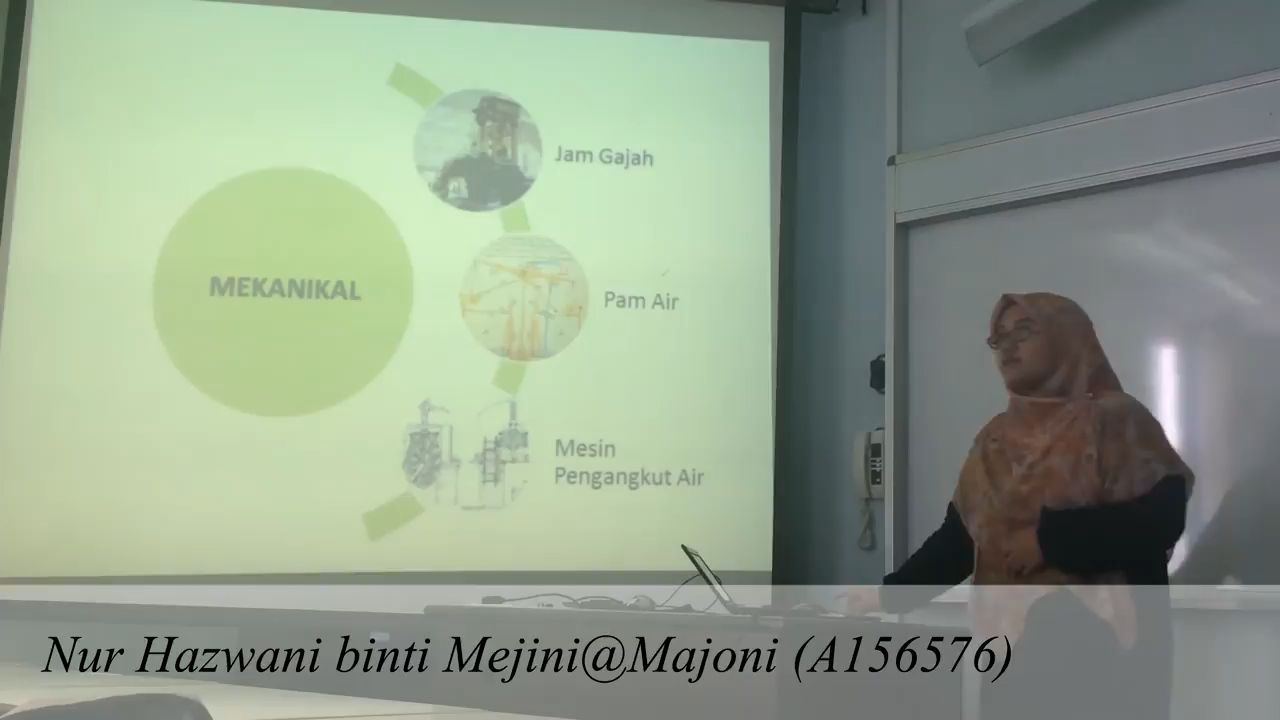 MEKANIKAL
Jam Gajah
Pam Air
Mesin
Pengangkut Air
Nur Hazwani binti Mejini@Majoni (A156576)